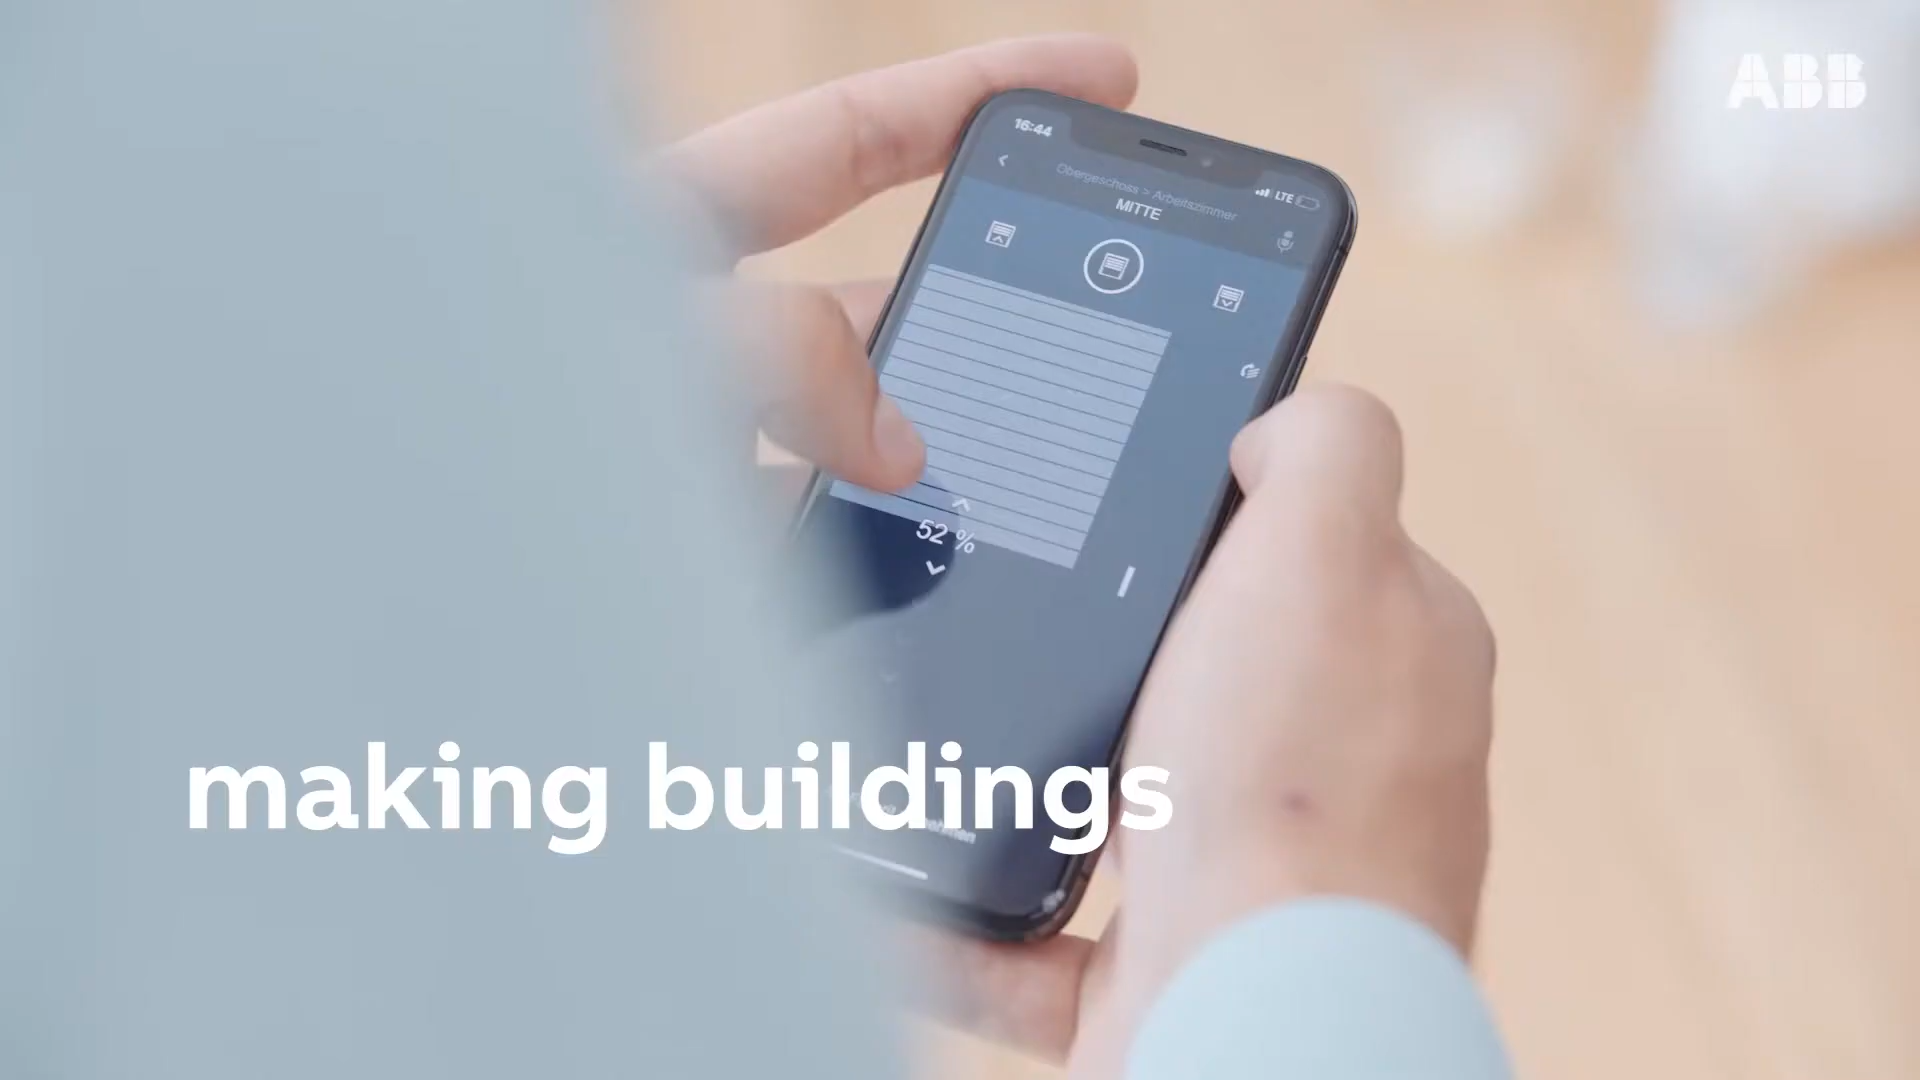 ABB
16:44
LTE
Obergeschoss > Arbeitszimmer
MITTE
52 %
making buildings